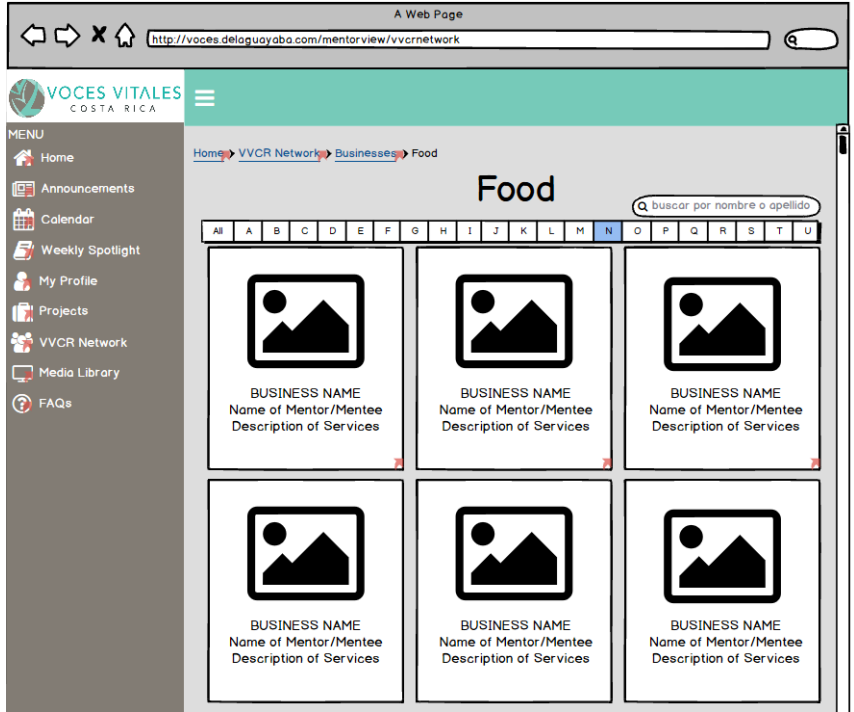 A Web Page
http://voces.delaguayaba.com/mentorview/vvcrnetwork
VOCES VITALES
COSTA RICA
MENU
Home
Announcements
Calendar
Weekly Spotlight
My Profile
Projects
VVCR Network
Media Library
FAQs
Home > VVCR Network > Businesses > Food
Food
buscar por nombre o apellido
All A B C D E F G H I J K L M N O P Q R S T U
BUSINESS NAME
Name of Mentor/Mentee
Description of Services
BUSINESS NAME
Name of Mentor/Mentee
Description of Services
BUSINESS NAME
Name of Mentor/Mentee
Description of Services
BUSINESS NAME
Name of Mentor/Mentee
Description of Services
BUSINESS NAME
Name of Mentor/Mentee
Description of Services
BUSINESS NAME
Name of Mentor/Mentee
Description of Services